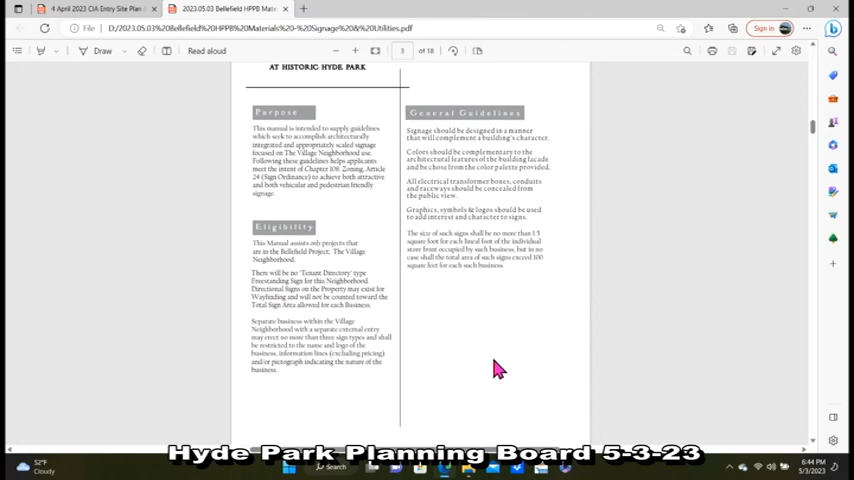 4 April 2023 CIA Entry Site Plan
2023.05.03 Bellefield HPPB Mate
File
D:/2023.05.03%20Bellefield%20HPPB%20Materials%20-%20Signage%20&%20Utilities.pdf
Sign in
Draw
Read aloud
3
of 18
AT HISTORIC HYDE PARK
Purpose
This manual is intended to supply guidelines
which seek to accomplish architecturally
integrated and appropriately scaled signage
focused on The Village Neighborhood use.
Following these guidelines helps applicants
meet the intent of Chapter 108: Zoning, Article
24 (Sign Ordinance) to achieve both attractive
and both vehicular and pedestrian friendly
signage.
Eligibility
This Manual assists only projects that
are in the Bellefield Project; The Village
Neighborhood.
There will be no 'Tenant Directory' type
Freestanding Sign for this Neighborhood.
Directional Signs on the Property may exist for
Wayfinding and will not be counted toward the
Total Sign Area allowed for each Business.
Separate business within the Village
Neighborhood with a separate external entry
may erect no more than three sign types and shall
be restricted to the name and logo of the
business, information lines (excluding pricing)
and/or pictograph indicating the nature of the
business.
General Guidelines
Signage should be designed in a manner
that will complement a building's character.
Colors should be complementary to the
architectural features of the building facade
and be chose from the color palette provided.
All electrical transformer boxes, conduits
and raceways should be concealed from
the public view.
Graphics, symbols & logos should be used
to add interest and character to signs.
The size of such signs shall be no more than 1.5
square foot for each lineal foot of the individual
store front occupied by such business, but in no
case shall the total area of such signs exceed 100
square feet for each such business.
Hyde Park Planning Board 5-3-23
52°F
Cloudy
Search
6:44 PM
5/3/2023